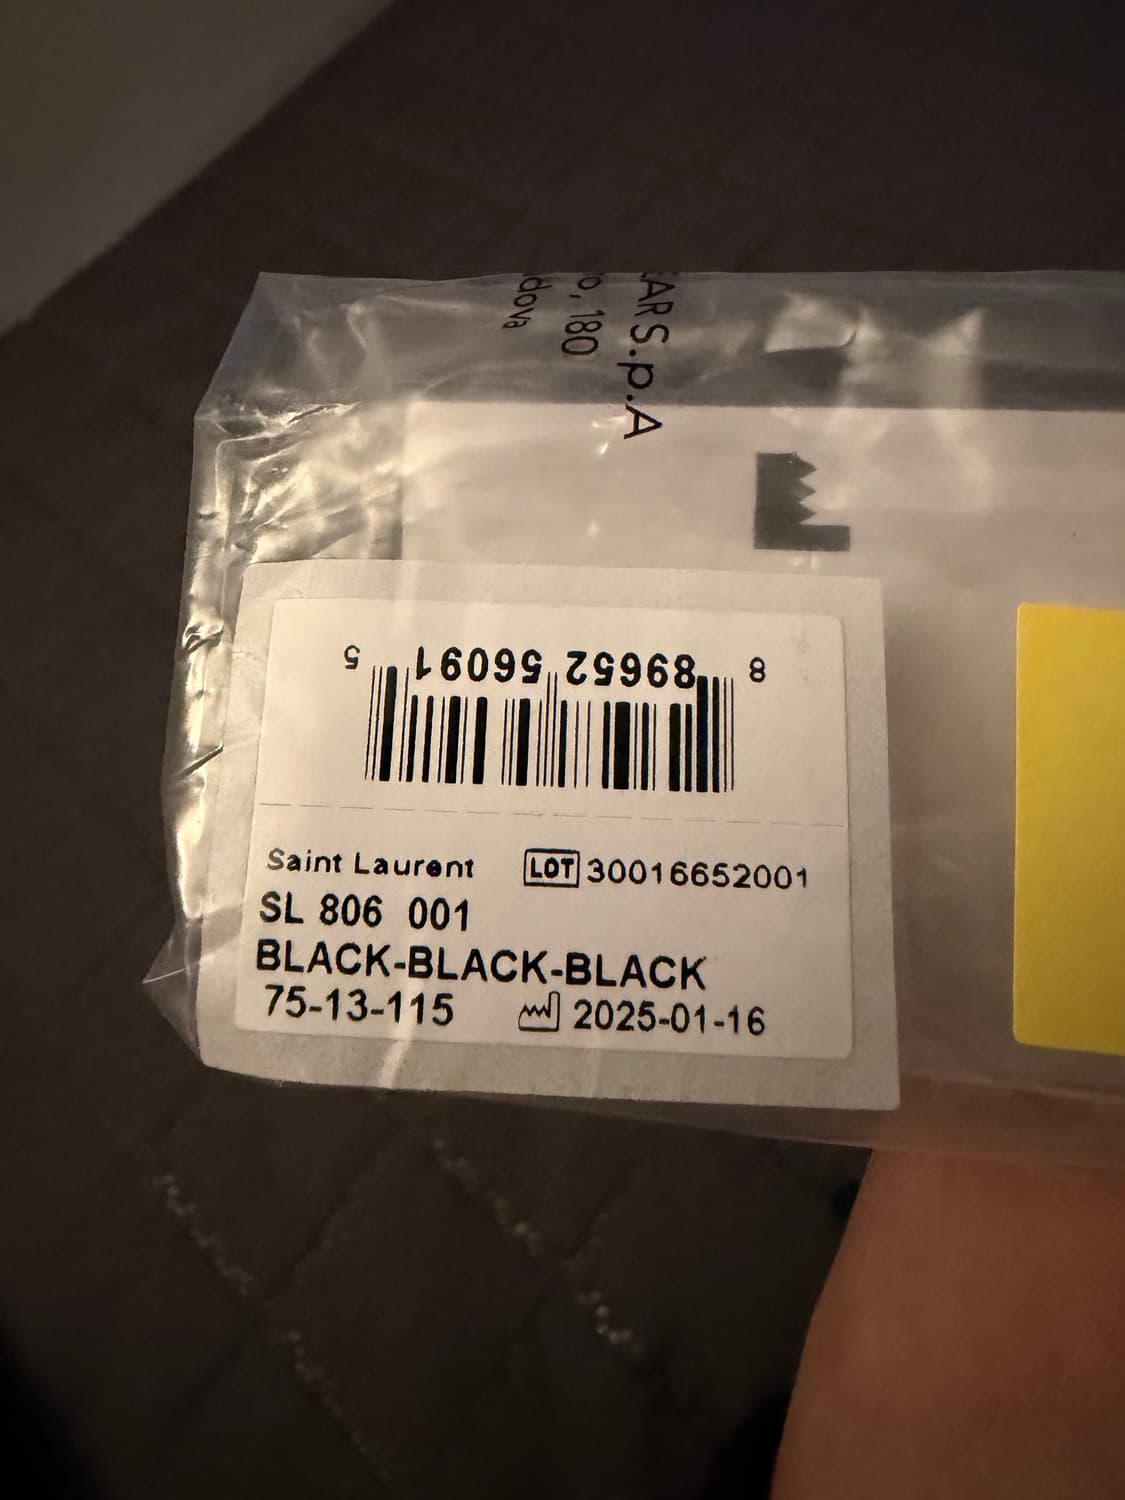 EAR S.p.A
o, 180
dova
8 89652 56091 5
Saint Laurent LOT 30016652001
SL 806 001
BLACK-BLACK-BLACK
75-13-115 2025-01-16